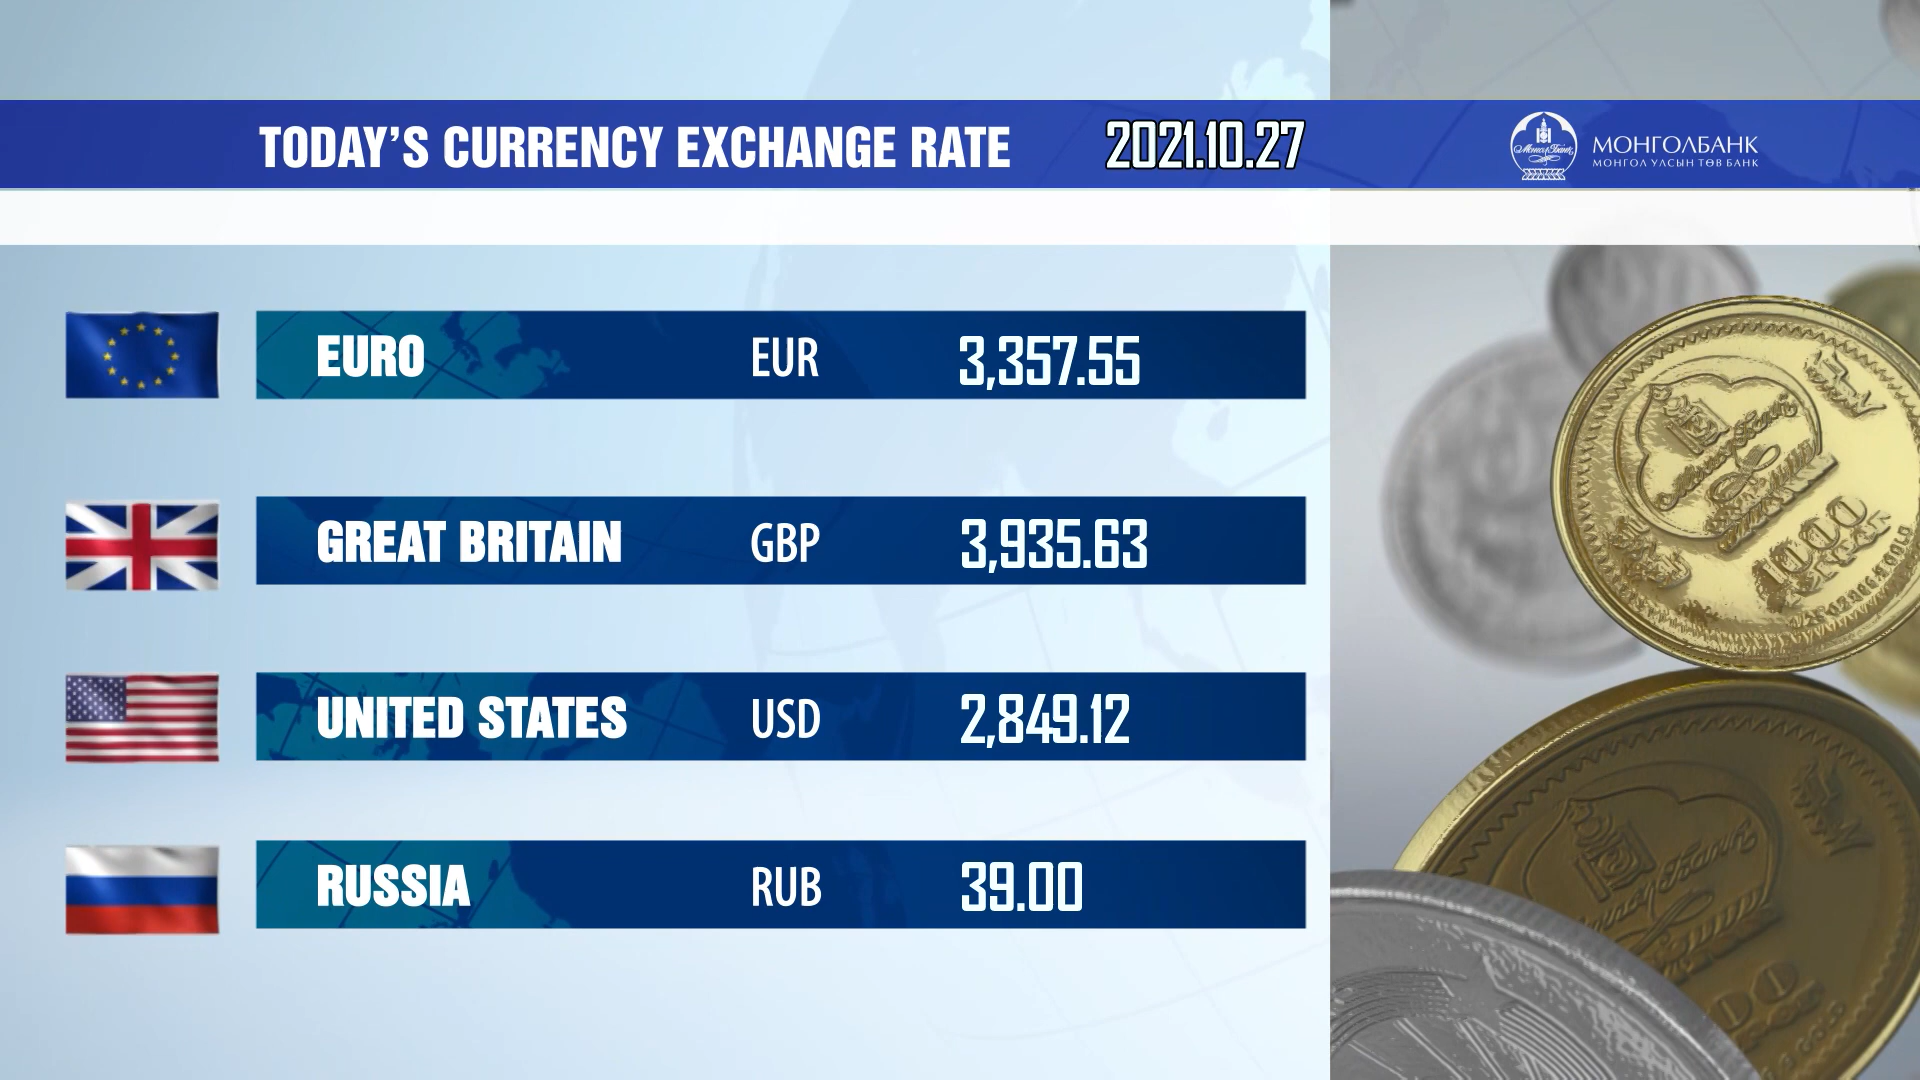 TODAY'S CURRENCY EXCHANGE RATE 2021.10.27
МОНГОЛБАНК
МОНГОЛ УЛСЫН ТӨВ БАНК
EURO EUR 3,357.55
GREAT BRITAIN GBP 3,935.63
UNITED STATES USD 2,849.12
RUSSIA RUB 39.00
1000